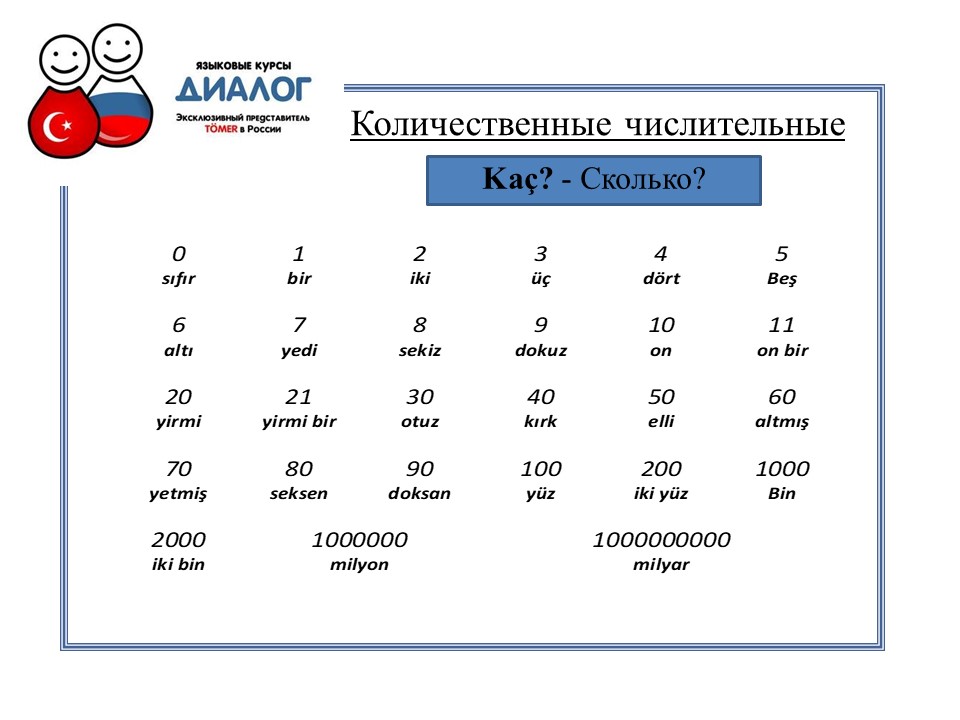 ЯЗЫКОВЫЕ КУРСЫ
ДИАЛОГ
Эксклюзивный представитель
TÖMER в России
Количественные числительные
Kaç? - Сколько?
0 1 2 3 4 5
sıfır bir iki üç dört Beş
6 7 8 9 10 11
altı yedi sekiz dokuz on on bir
20 21 30 40 50 60
yirmi yirmi bir otuz kırk elli altmış
70 80 90 100 200 1000
yetmiş seksen doksan yüz iki yüz Bin
2000 1000000 1000000000
iki bin milyon milyar